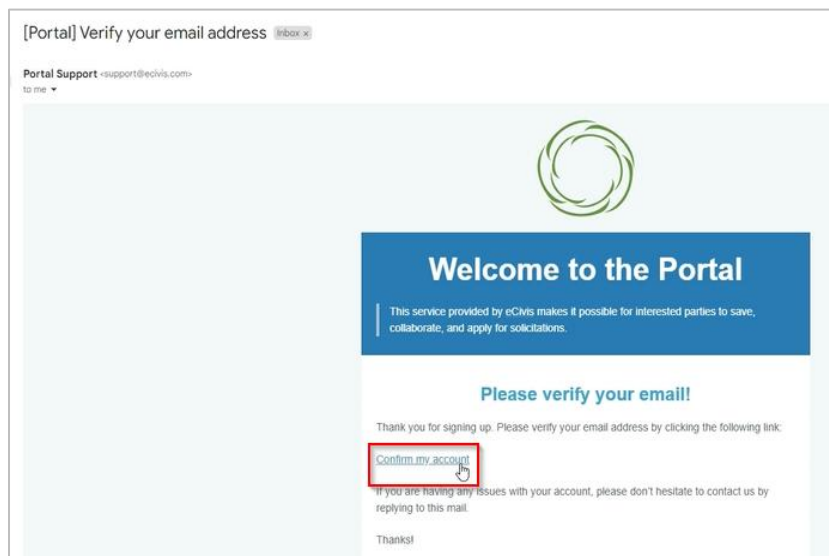 [Portal] Verify your email address Inbox x
Portal Support <support@ecivis.com>
to me
Welcome to the Portal
This service provided by eCivis makes it possible for interested parties to save,
collaborate, and apply for solicitations.
Please verify your email!
Thank you for signing up. Please verify your email address by clicking the following link:
Confirm my account
If you are having any issues with your account, please don't hesitate to contact us by
replying to this mail.
Thanks!